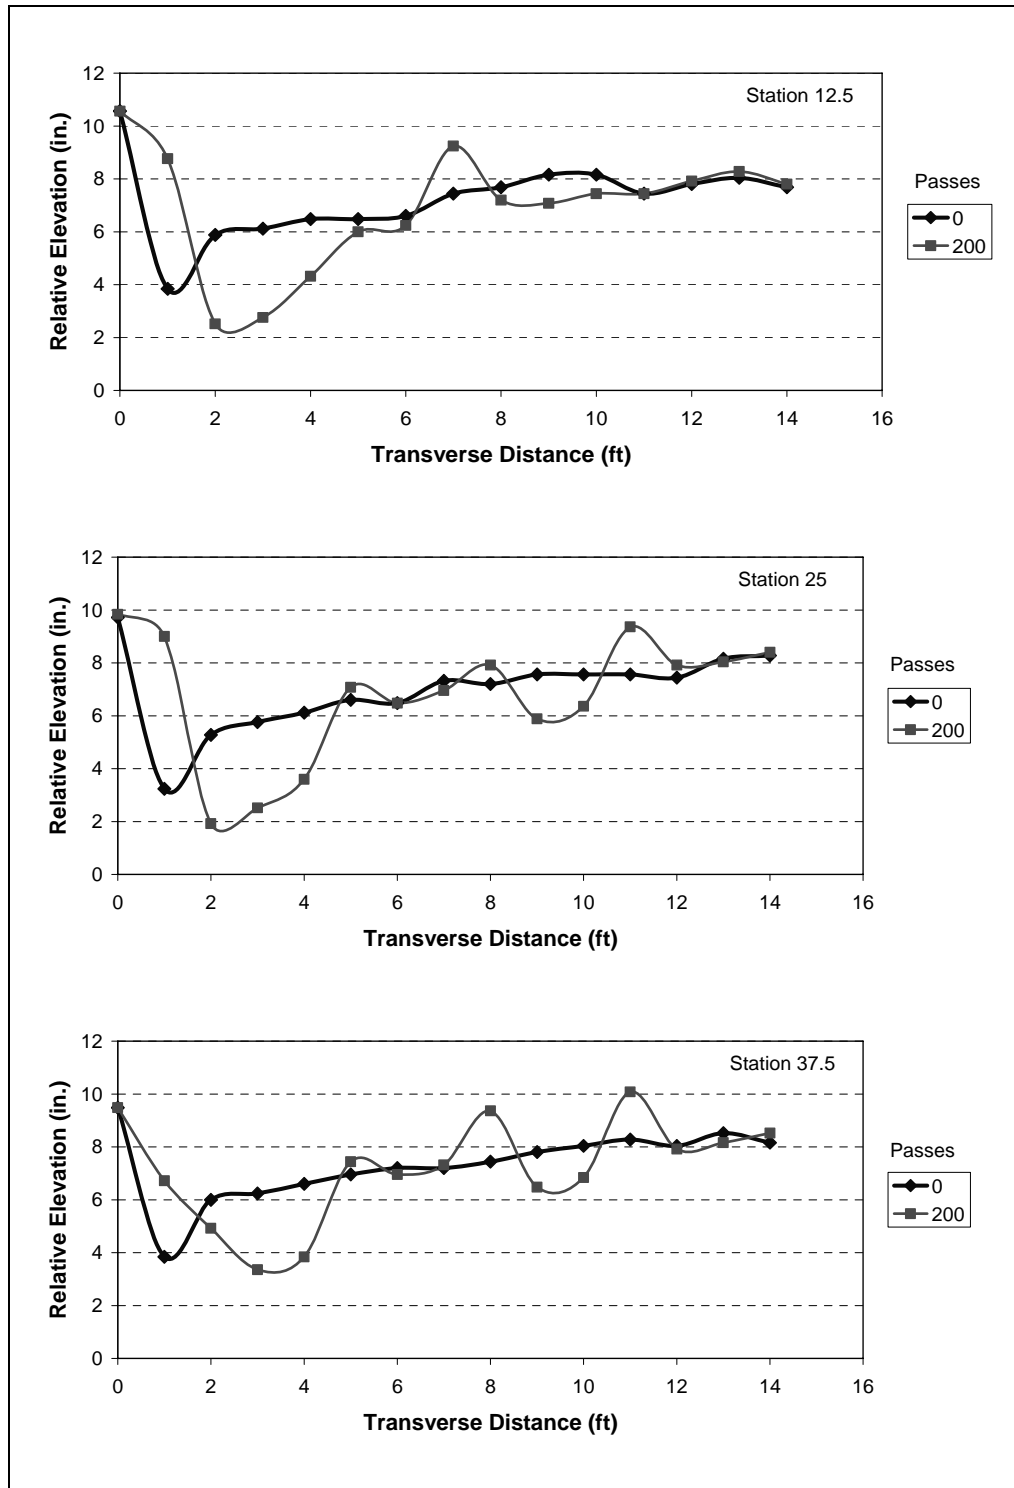 Station 12.5
Relative Elevation (in.)
12
10
8
6
4
2
0
0 2 4 6 8 10 12 14 16
Transverse Distance (ft)
Passes
0
200
Station 25
Relative Elevation (in.)
12
10
8
6
4
2
0
0 2 4 6 8 10 12 14 16
Transverse Distance (ft)
Passes
0
200
Station 37.5
Relative Elevation (in.)
12
10
8
6
4
2
0
0 2 4 6 8 10 12 14 16
Transverse Distance (ft)
Passes
0
200